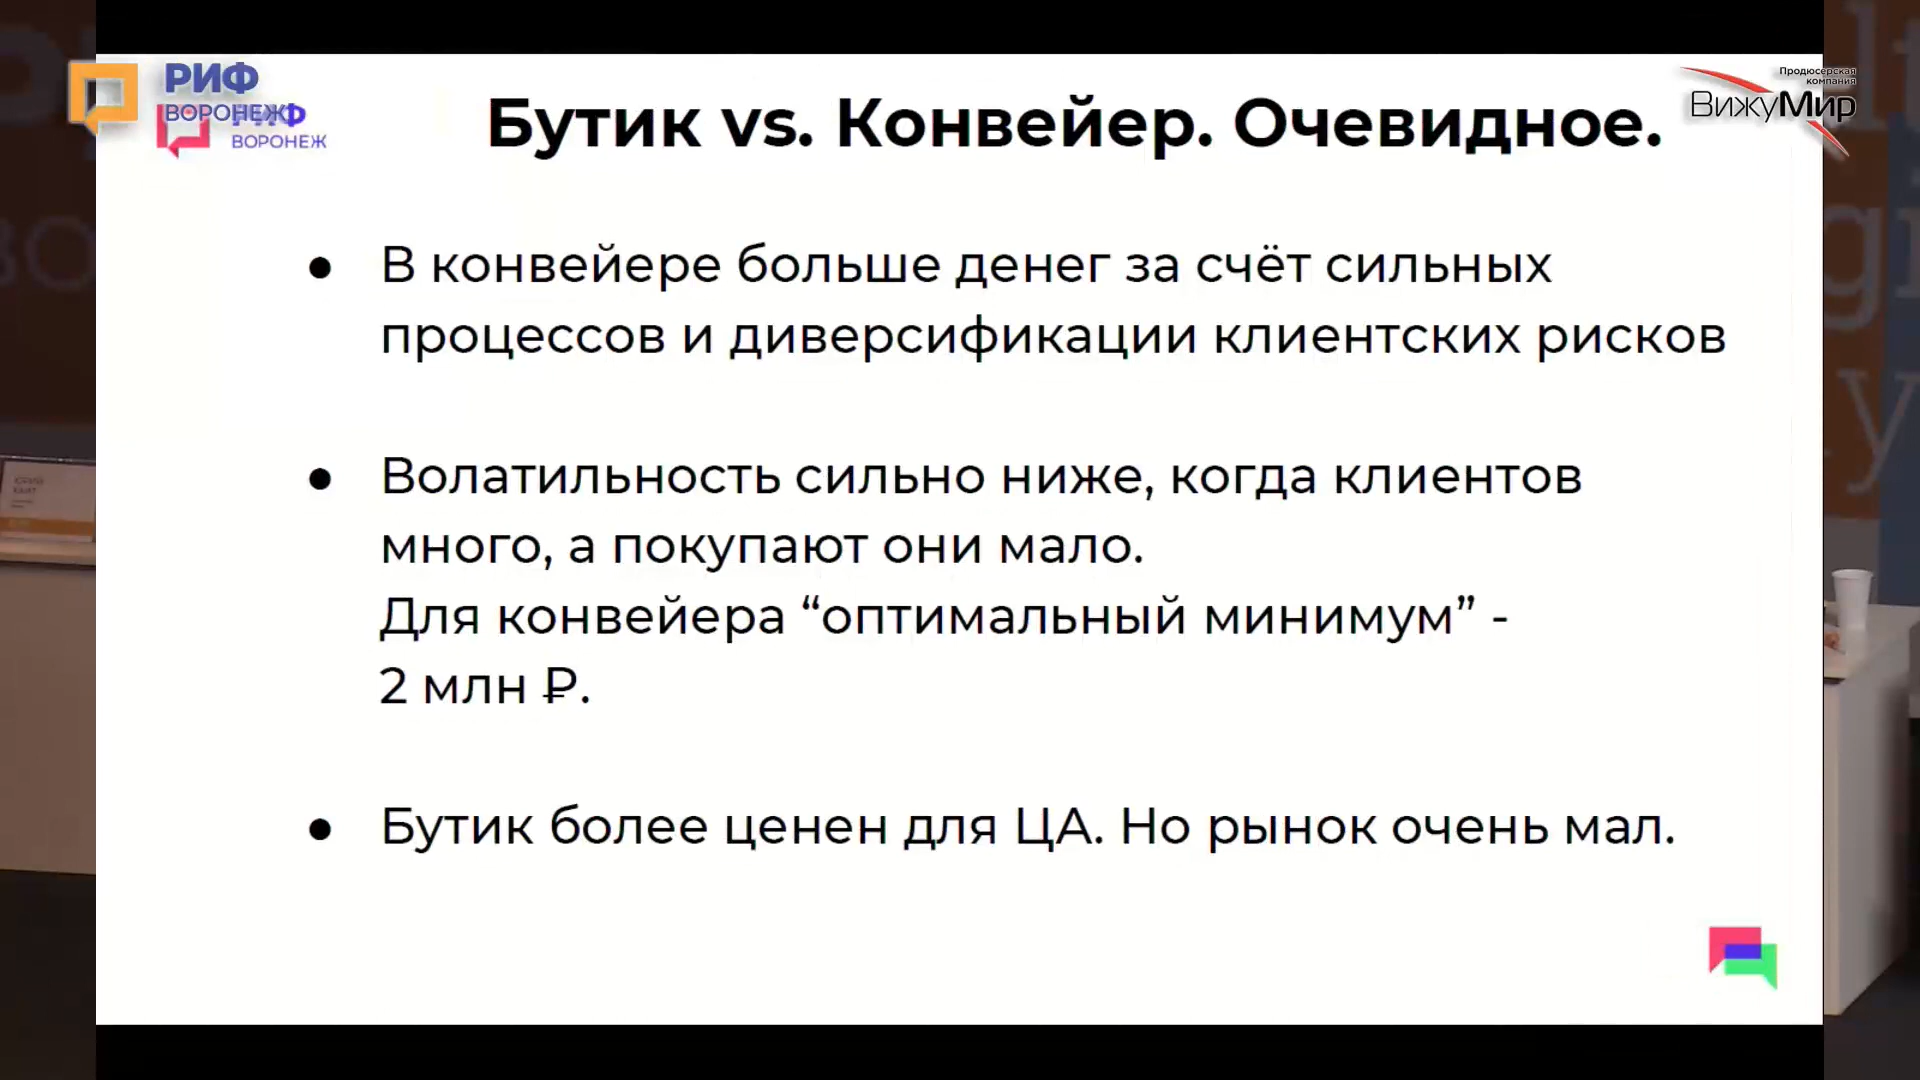 РИФ
ВОРОНЕЖ
ВОРОНЕЖ
Продюсерская
компания
ВижуМир
Бутик vs. Конвейер. Очевидное.
● В конвейере больше денег за счёт сильных
процессов и диверсификации клиентских рисков
● Волатильность сильно ниже, когда клиентов
много, а покупают они мало.
Для конвейера “оптимальный минимум” -
2 млн ₽.
● Бутик более ценен для ЦА. Но рынок очень мал.